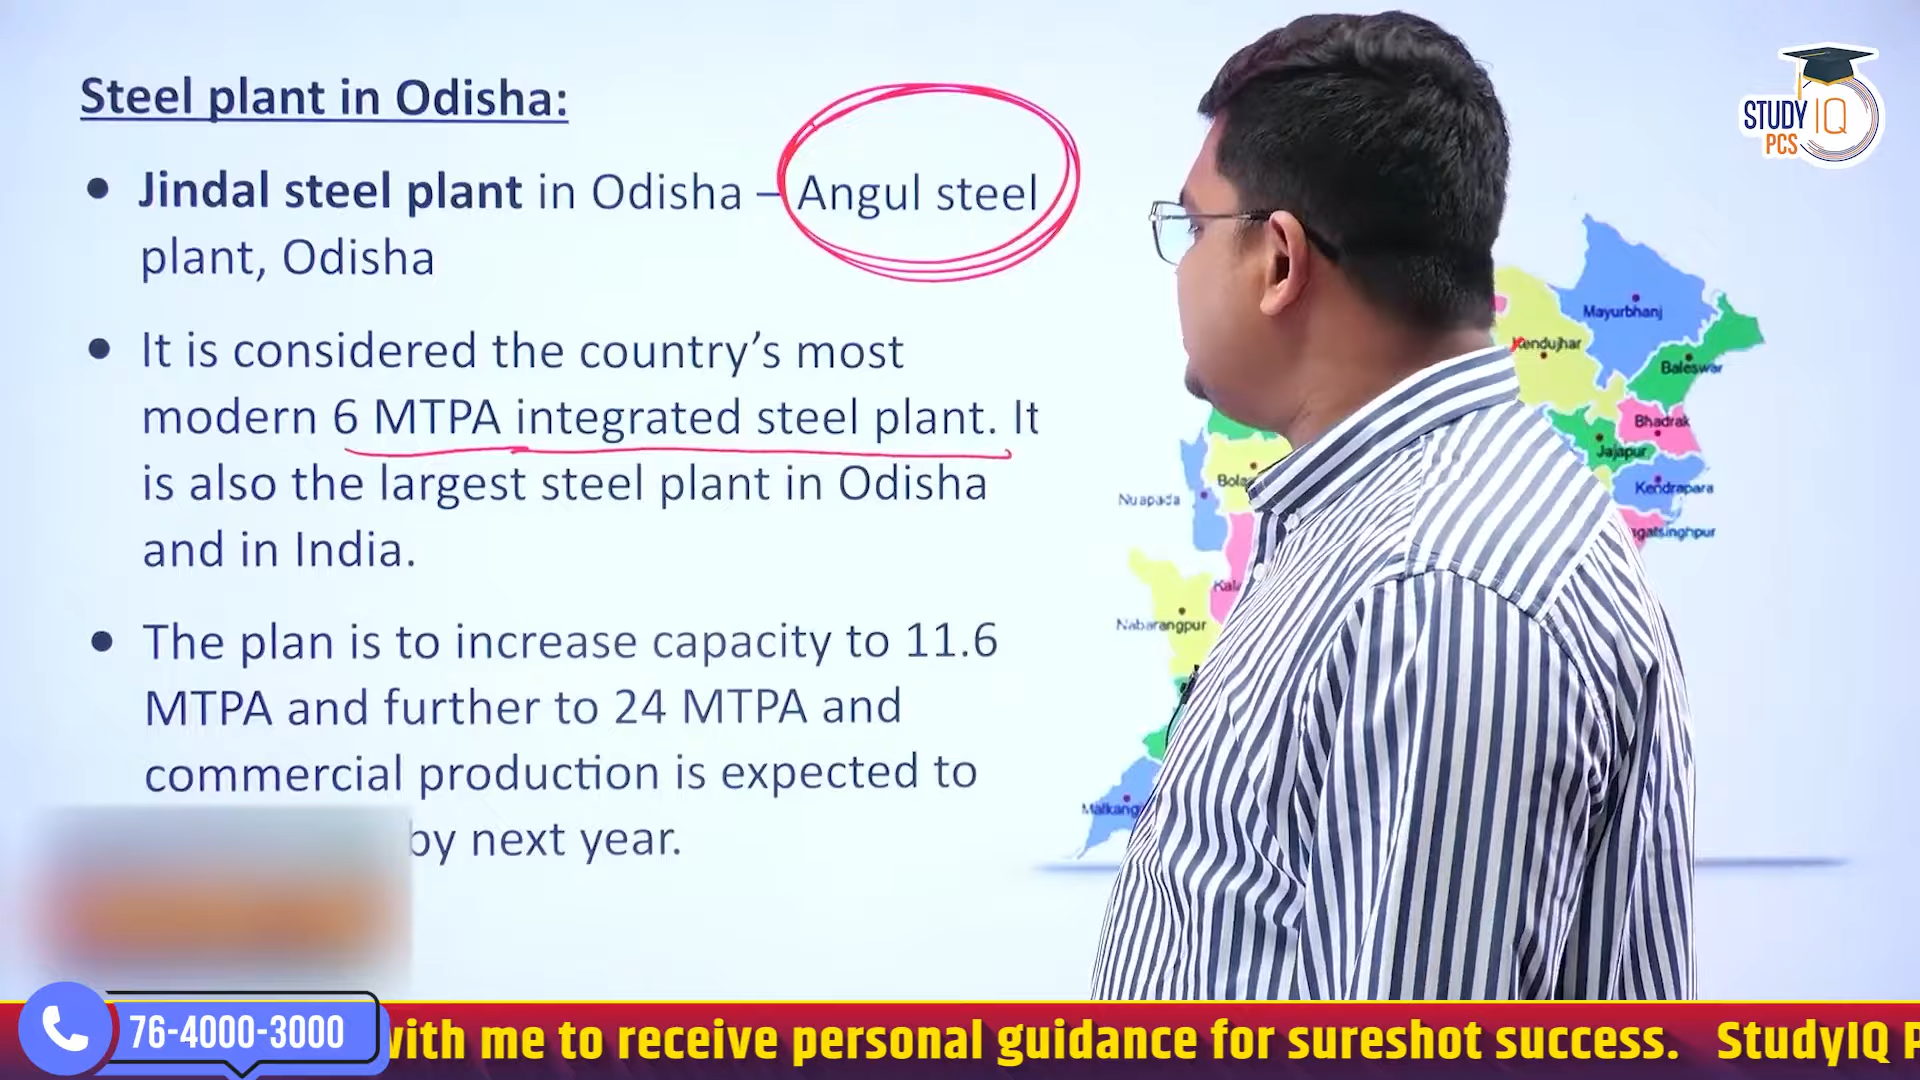 Steel plant in Odisha:
Jindal steel plant in Odisha – Angul steel
plant, Odisha
It is considered the country's most
modern 6 MTPA integrated steel plant. It
is also the largest steel plant in Odisha
and in India.
The plan is to increase capacity to 11.6
MTPA and further to 24 MTPA and
commercial production is expected to
by next year.
STUDY IQ
PCS
Mayurbhanj
Kendujhar
Baleswar
Bhadrak
Jajapur
Kendrapara
Nuapada
Nabarangpur
76-4000-3000
with me to receive personal guidance for sureshot success. StudyIQ P